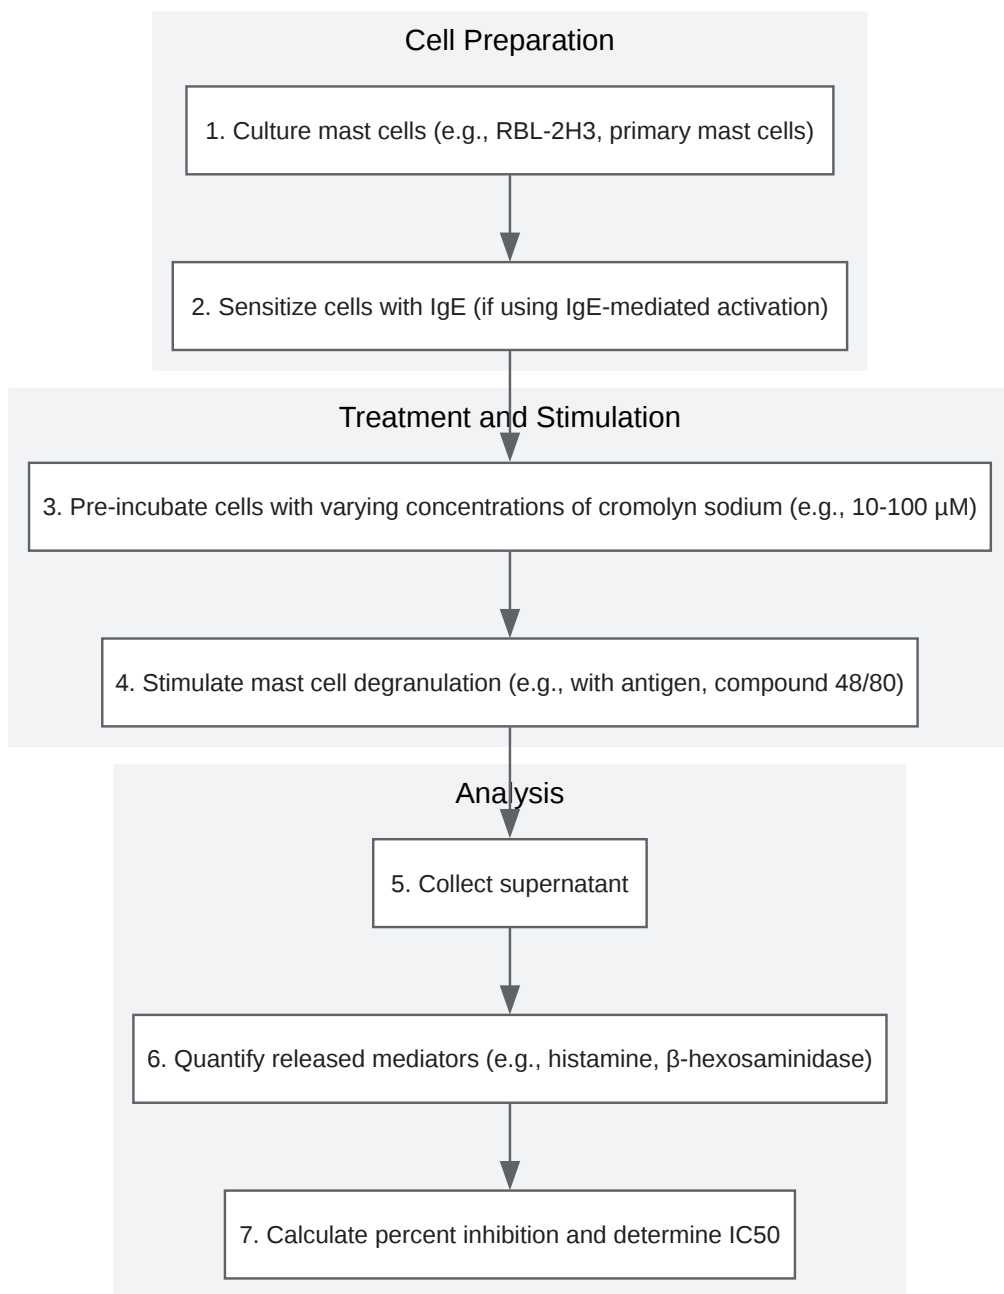 Cell Preparation
1. Culture mast cells (e.g., RBL-2H3, primary mast cells)
2. Sensitize cells with IgE (if using IgE-mediated activation)
Treatment and Stimulation
3. Pre-incubate cells with varying concentrations of cromolyn sodium (e.g., 10-100 µM)
4. Stimulate mast cell degranulation (e.g., with antigen, compound 48/80)
Analysis
5. Collect supernatant
6. Quantify released mediators (e.g., histamine, β-hexosaminidase)
7. Calculate percent inhibition and determine IC50